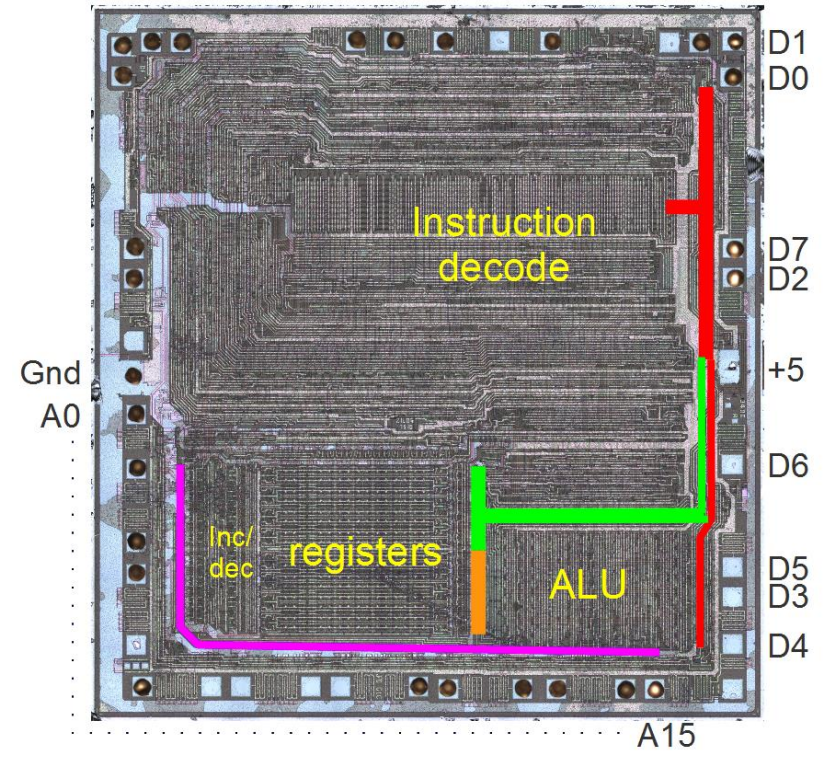 D1
D0
Instruction
decode
D7
D2
Gnd
+5
A0
D6
Inc/
dec
registers
ALU
D5
D3
D4
A15